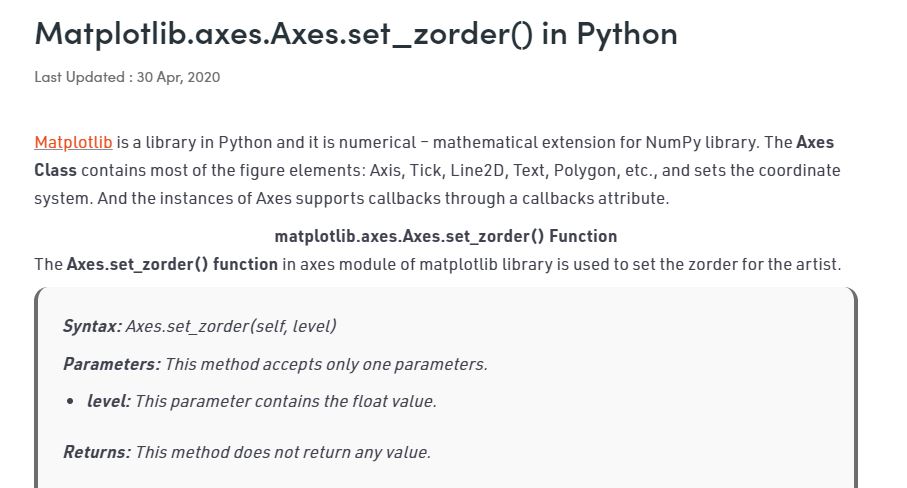 Matplotlib.axes.Axes.set_zorder() in Python
Last Updated : 30 Apr, 2020
Matplotlib is a library in Python and it is numerical – mathematical extension for NumPy library. The Axes
Class contains most of the figure elements: Axis, Tick, Line2D, Text, Polygon, etc., and sets the coordinate
system. And the instances of Axes supports callbacks through a callbacks attribute.
matplotlib.axes.Axes.set_zorder() Function
The Axes.set_zorder() function in axes module of matplotlib library is used to set the zorder for the artist.
Syntax: Axes.set_zorder(self, level)
Parameters: This method accepts only one parameters.
• level: This parameter contains the float value.
Returns: This method does not return any value.